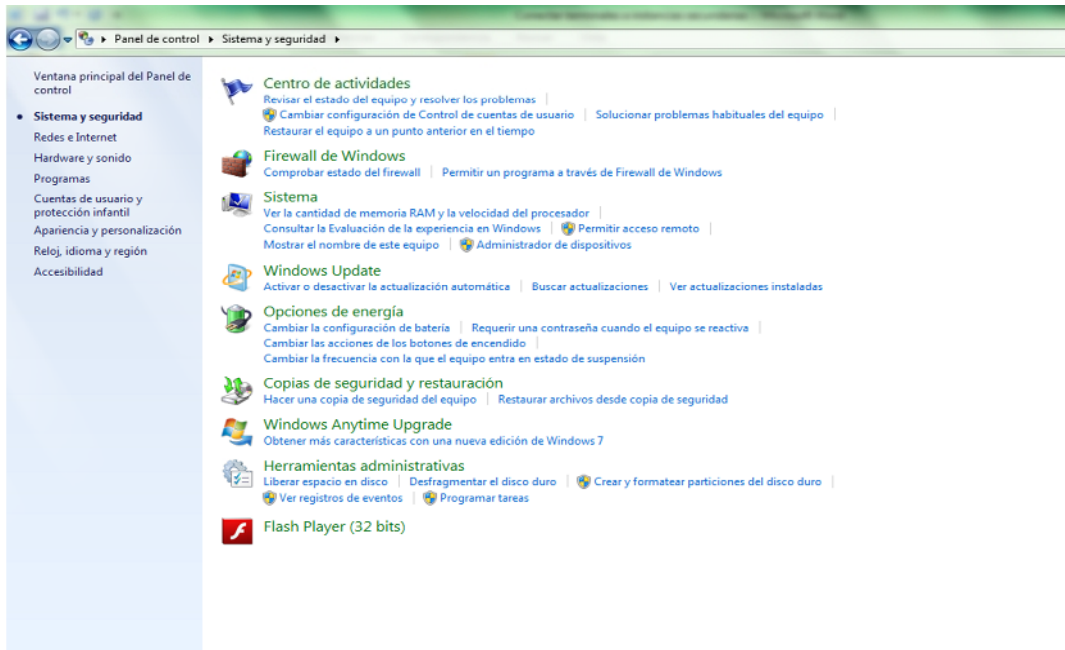 Panel de control ▸ Sistema y seguridad ▸
Ventana principal del Panel de
control
Sistema y seguridad
Redes e Internet
Hardware y sonido
Programas
Cuentas de usuario y
protección infantil
Apariencia y personalización
Reloj, idioma y región
Accesibilidad
Centro de actividades
Revisar el estado del equipo y resolver los problemas
Cambiar configuración de Control de cuentas de usuario | Solucionar problemas habituales del equipo
Restaurar el equipo a un punto anterior en el tiempo
Firewall de Windows
Comprobar estado del firewall | Permitir un programa a través de Firewall de Windows
Sistema
Ver la cantidad de memoria RAM y la velocidad del procesador
Consultar la Evaluación de la experiencia en Windows | Permitir acceso remoto
Mostrar el nombre de este equipo | Administrador de dispositivos
Windows Update
Activar o desactivar la actualización automática | Buscar actualizaciones | Ver actualizaciones instaladas
Opciones de energía
Cambiar la configuración de batería | Requerir una contraseña cuando el equipo se reactiva
Cambiar las acciones de los botones de encendido
Cambiar la frecuencia con la que el equipo entra en estado de suspensión
Copias de seguridad y restauración
Hacer una copia de seguridad del equipo | Restaurar archivos desde copia de seguridad
Windows Anytime Upgrade
Obtener más características con una nueva edición de Windows 7
Herramientas administrativas
Liberar espacio en disco | Desfragmentar el disco duro | Crear y formatear particiones del disco duro
Ver registros de eventos | Programar tareas
Flash Player (32 bits)